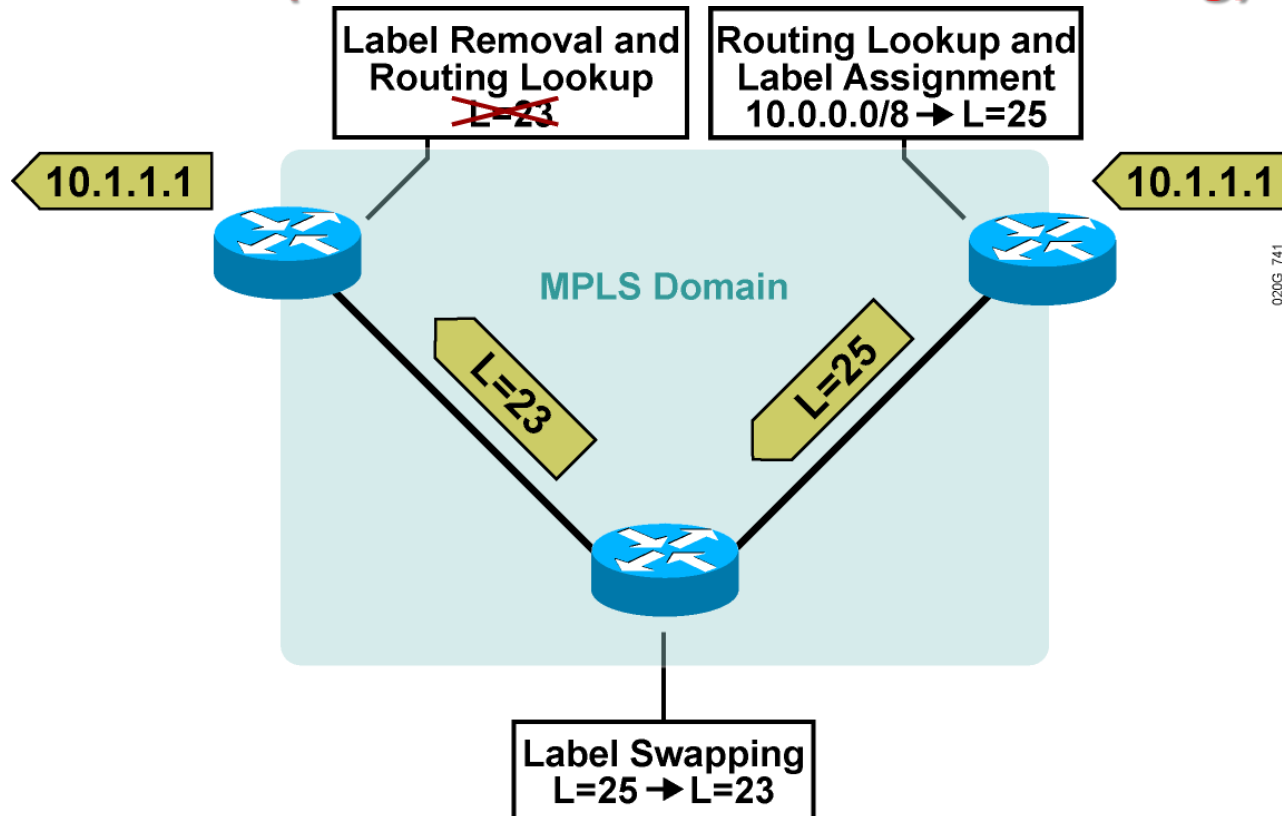 Label Removal and
Routing Lookup
L=23
Routing Lookup and
Label Assignment
10.0.0.0/8 → L=25
10.1.1.1
10.1.1.1
MPLS Domain
L=23
L=25
Label Swapping
L=25 → L=23
020G_741